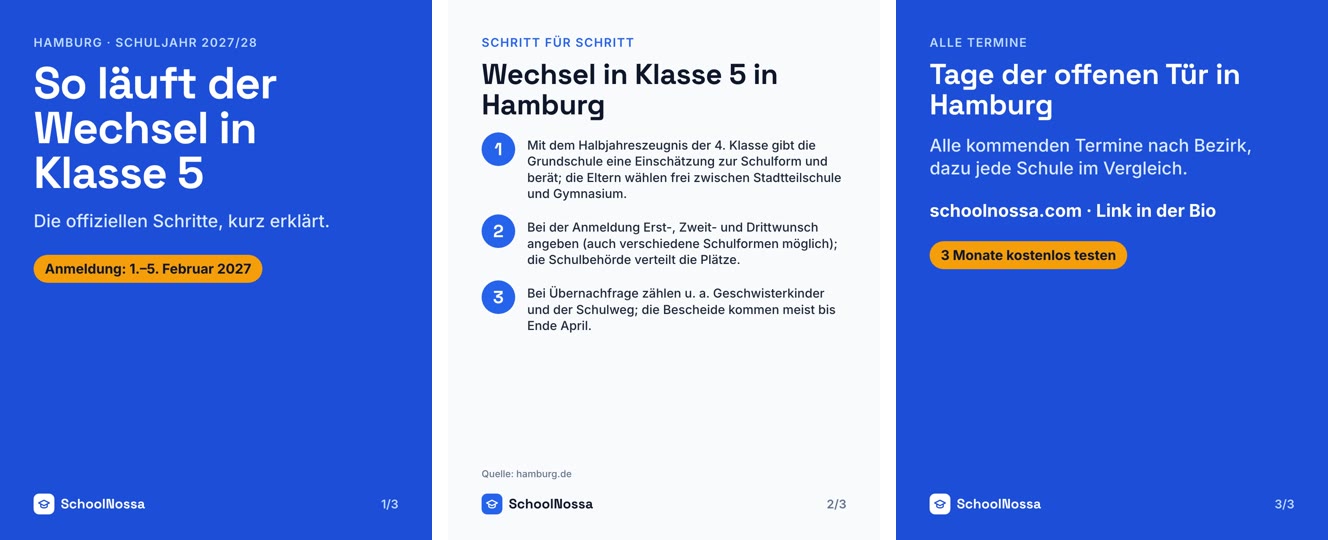 HAMBURG · SCHULJAHR 2027/28
So läuft der
Wechsel in
Klasse 5
Die offiziellen Schritte, kurz erklärt.
Anmeldung: 1.–5. Februar 2027
SchoolNossa
1/3
SCHRITT FÜR SCHRITT
Wechsel in Klasse 5 in
Hamburg
1
Mit dem Halbjahreszeugnis der 4. Klasse gibt die
Grundschule eine Einschätzung zur Schulform und
berät; die Eltern wählen frei zwischen Stadtteilschule
und Gymnasium.
2
Bei der Anmeldung Erst-, Zweit- und Drittwunsch
angeben (auch verschiedene Schulformen möglich);
die Schulbehörde verteilt die Plätze.
3
Bei Übernachfrage zählen u. a. Geschwisterkinder
und der Schulweg; die Bescheide kommen meist bis
Ende April.
Quelle: hamburg.de
SchoolNossa
2/3
ALLE TERMINE
Tage der offenen Tür in
Hamburg
Alle kommenden Termine nach Bezirk,
dazu jede Schule im Vergleich.
schoolnossa.com · Link in der Bio
3 Monate kostenlos testen
SchoolNossa
3/3